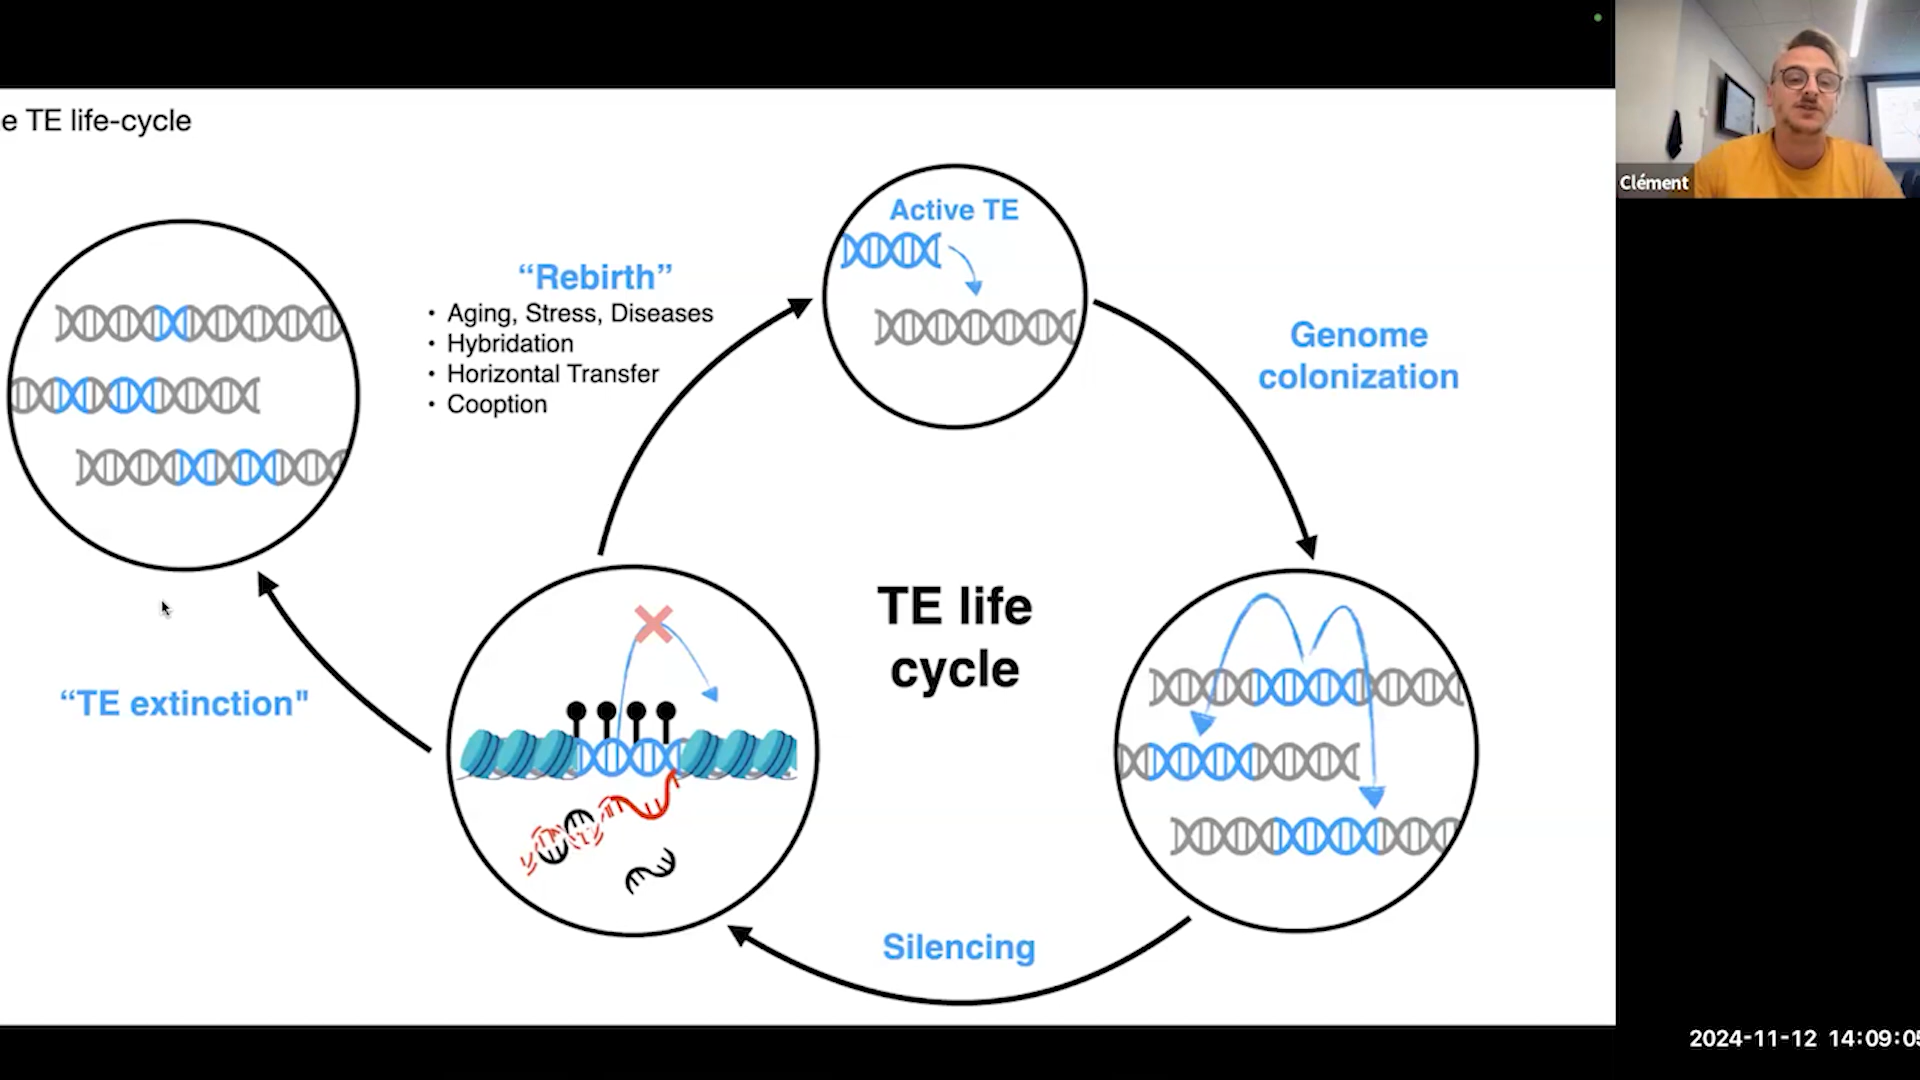 e TE life-cycle
Active TE
“Rebirth”
• Aging, Stress, Diseases
• Hybridation
• Horizontal Transfer
• Cooption
Genome
colonization
TE life
cycle
“TE extinction"
Silencing
Clément
2024-11-12 14:09:05